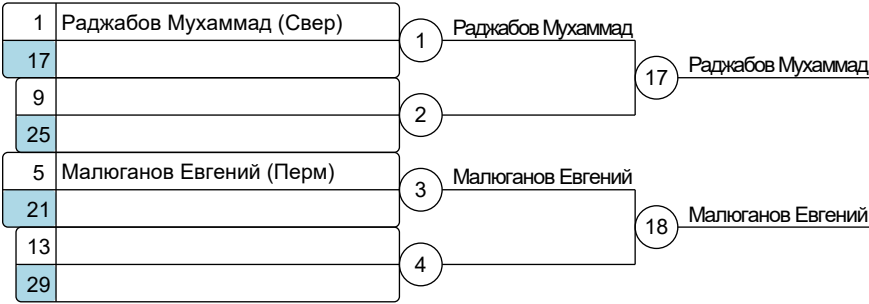 1 Раджабов Мухаммад (Свер)
17
1 Раджабов Мухаммад
17 Раджабов Мухаммад
9
25
2
5 Малюганов Евгений (Перм)
21
3 Малюганов Евгений
18 Малюганов Евгений
13
29
4